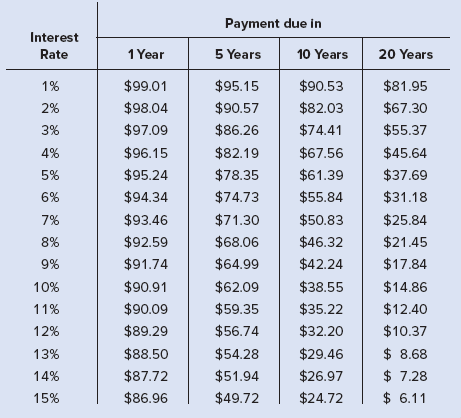 Payment due in
Interest Rate 1 Year 5 Years 10 Years 20 Years
1% $99.01 $95.15 $90.53 $81.95
2% $98.04 $90.57 $82.03 $67.30
3% $97.09 $86.26 $74.41 $55.37
4% $96.15 $82.19 $67.56 $45.64
5% $95.24 $78.35 $61.39 $37.69
6% $94.34 $74.73 $55.84 $31.18
7% $93.46 $71.30 $50.83 $25.84
8% $92.59 $68.06 $46.32 $21.45
9% $91.74 $64.99 $42.24 $17.84
10% $90.91 $62.09 $38.55 $14.86
11% $90.09 $59.35 $35.22 $12.40
12% $89.29 $56.74 $32.20 $10.37
13% $88.50 $54.28 $29.46 $ 8.68
14% $87.72 $51.94 $26.97 $ 7.28
15% $86.96 $49.72 $24.72 $ 6.11